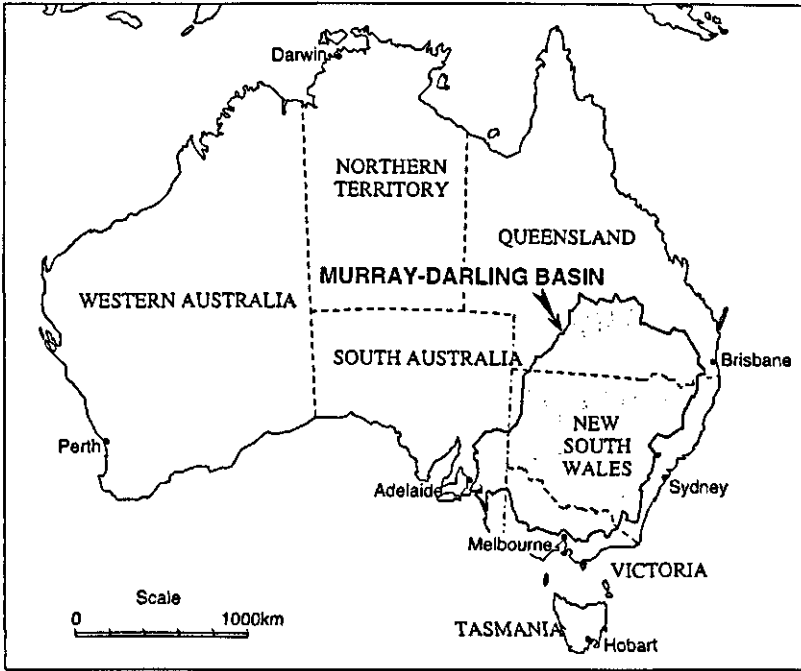 Darwin
NORTHERN
TERRITORY
QUEENSLAND
MURRAY-DARLING BASIN
WESTERN AUSTRALIA
SOUTH AUSTRALIA
Brisbane
NEW
SOUTH
WALES
Perth
Adelaide
Sydney
Melbourne
VICTORIA
Scale
0 1000km
TASMANIA
Hobart